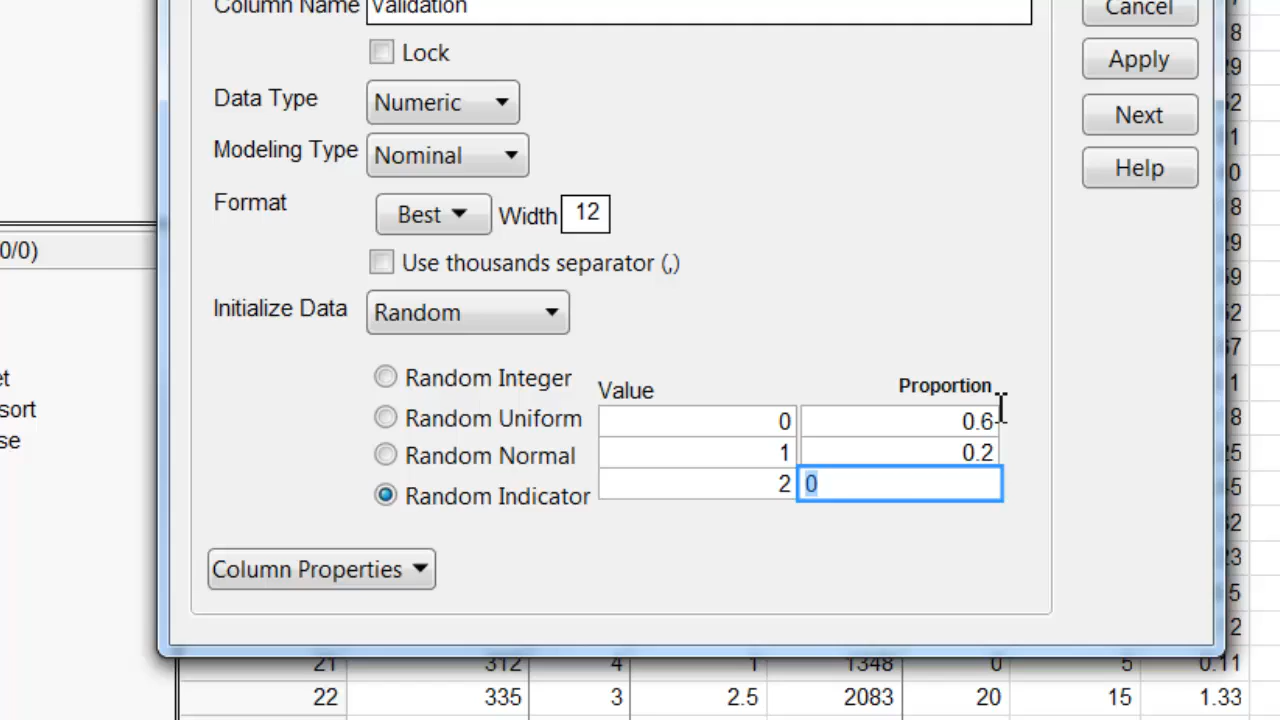 Column Name Validation
Cancel
Lock
Apply
Data Type Numeric
Next
Modeling Type Nominal
Help
Format Best Width 12
0/0)
Use thousands separator (,)
Initialize Data Random
Random Integer Value Proportion
Random Uniform 0 0.6
sort
Random Normal 1 0.2
Random Indicator 2 0
Column Properties
21 312 4 1 1348 0 5 0.11
22 335 3 2.5 2083 20 15 1.33